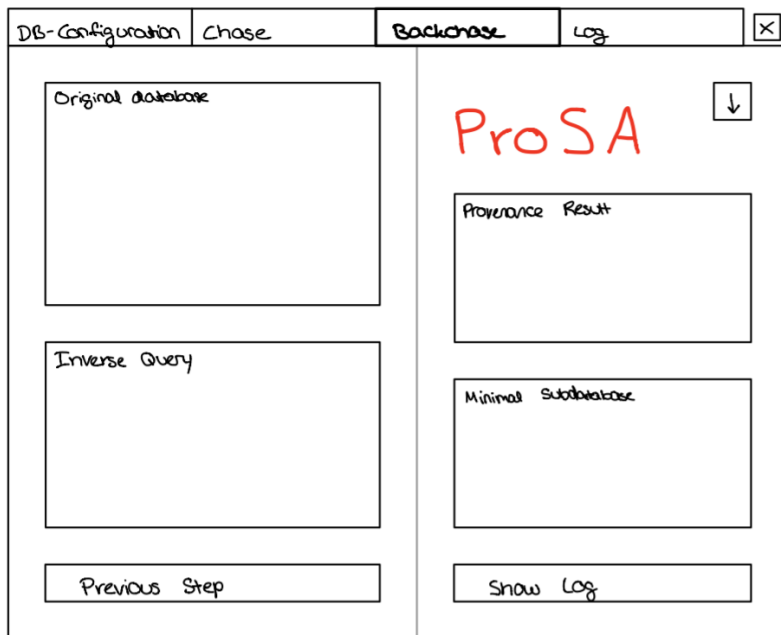 DB-Configuration
Chase
Backchase
Log
Original database
Inverse Query
Previous Step
ProSA
Provenance Result
Minimal Subdatabase
Show Log